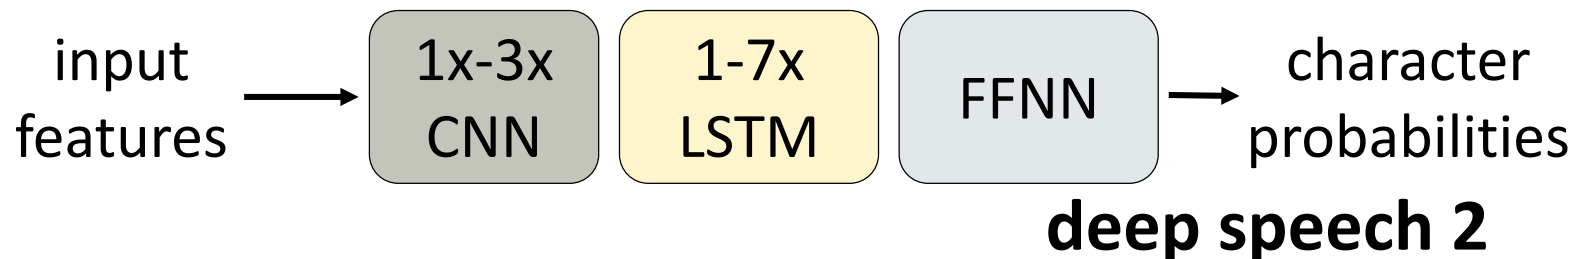 input
features
1x-3x
CNN
1-7x
LSTM
FFNN
character
probabilities
deep speech 2